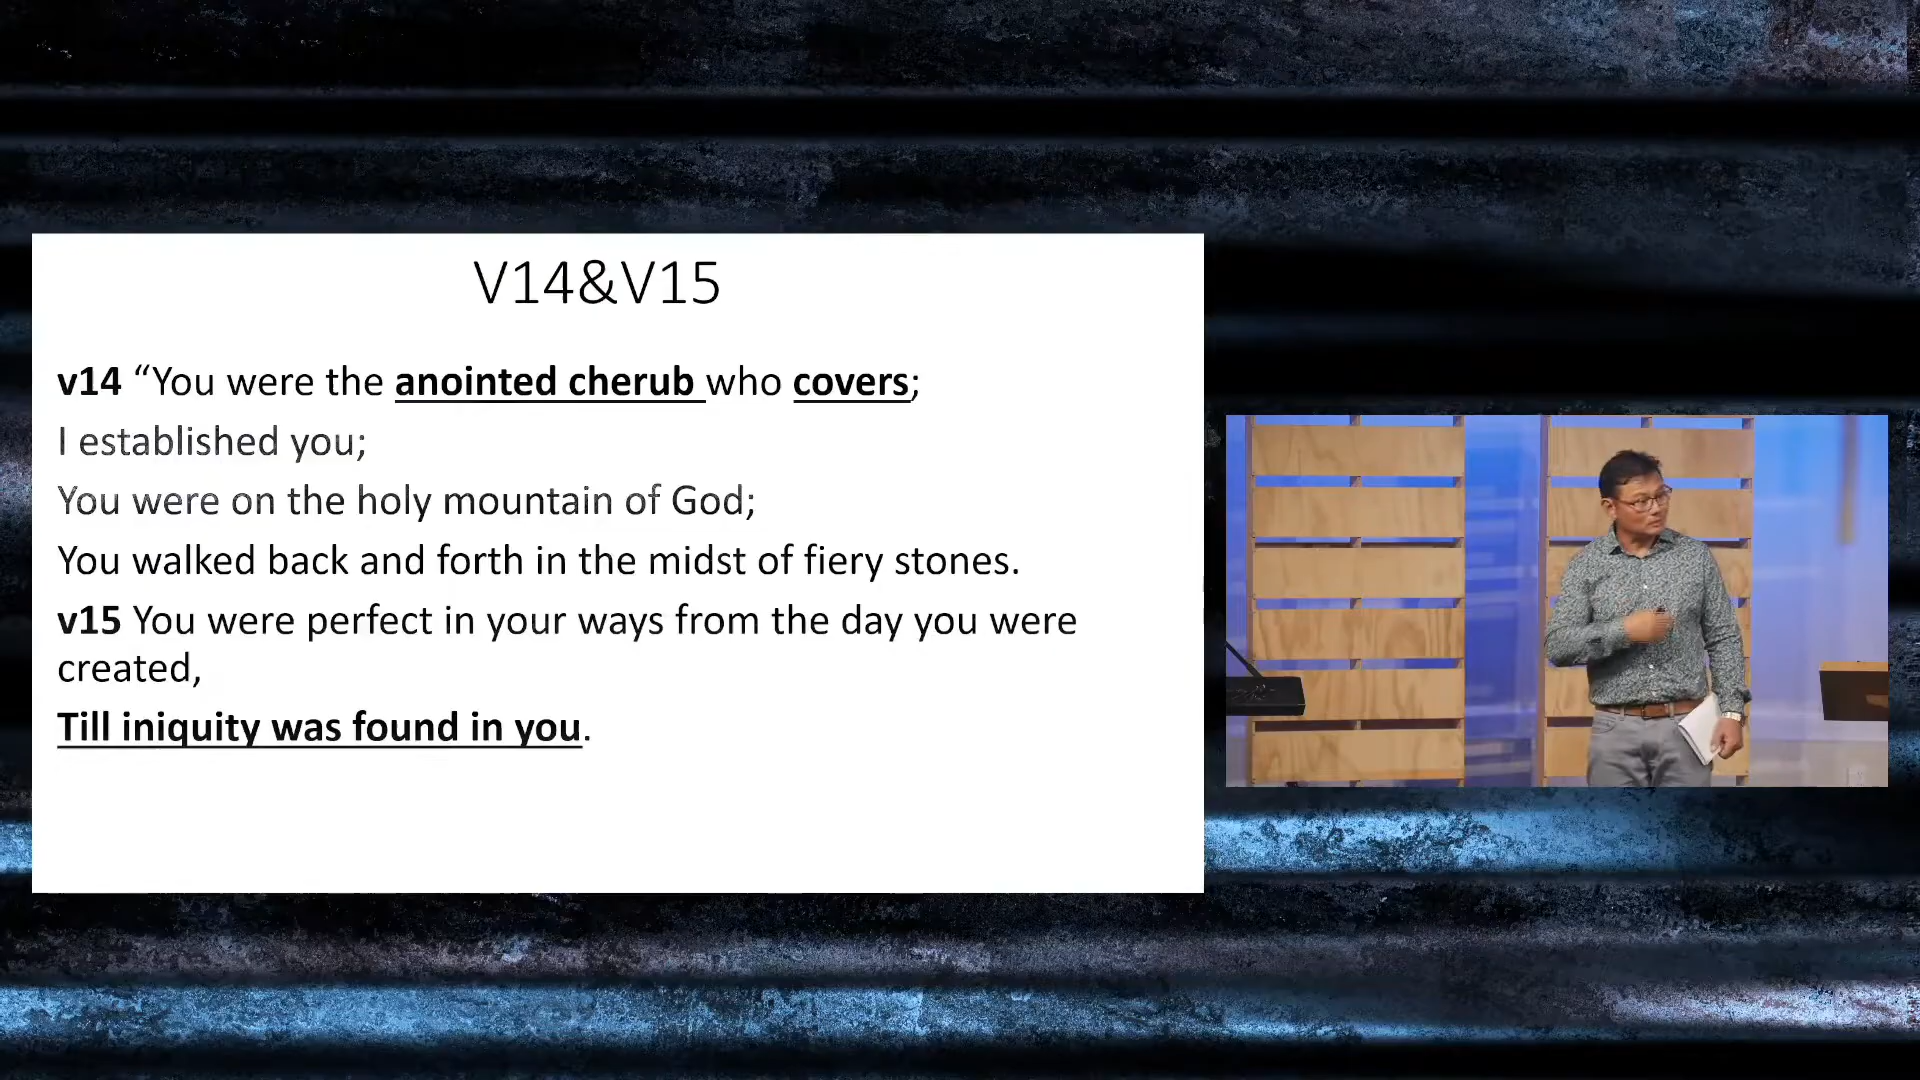 V14&V15
v14 “You were the anointed cherub who covers;
I established you;
You were on the holy mountain of God;
You walked back and forth in the midst of fiery stones.
v15 You were perfect in your ways from the day you were
created,
Till iniquity was found in you.